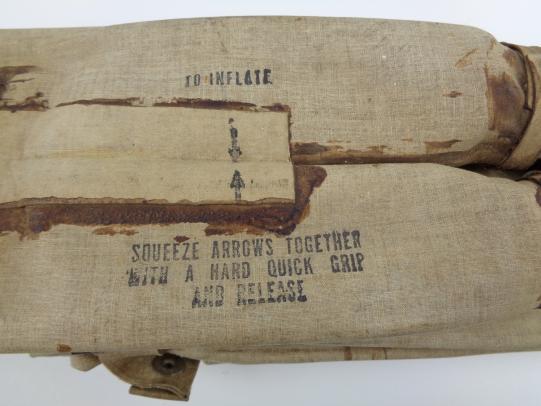 TO INFLATE
SQUEEZE ARROWS TOGETHER
WITH A HARD QUICK GRIP
AND RELEASE